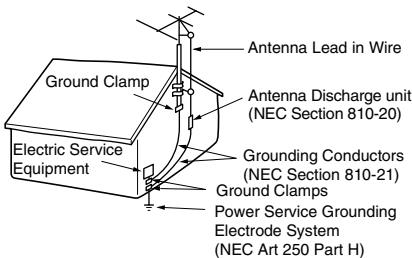 Antenna Lead in Wire
Ground Clamp
Antenna Discharge unit
(NEC Section 810-20)
Electric Service
Equipment
Grounding Conductors
(NEC Section 810-21)
Ground Clamps
Power Service Grounding
Electrode System
(NEC Art 250 Part H)